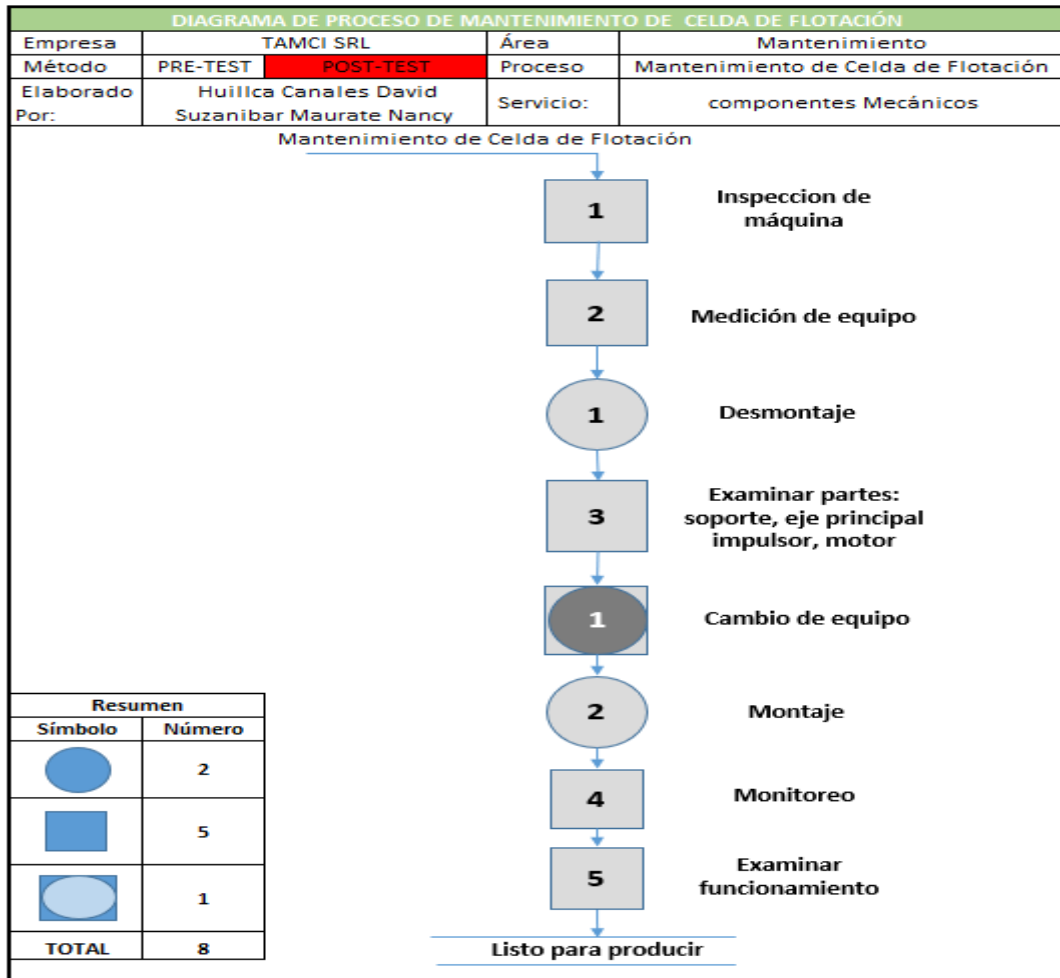 DIAGRAMA DE PROCESO DE MANTENIMIENTO DE CELDA DE FLOTACIÓN
Empresa TAMCI SRL Área Mantenimiento
Método PRE-TEST POST-TEST Proceso Mantenimiento de Celda de Flotación
Elaborado Por: Huillca Canales David Suzanibar Maurate Nancy Servicio: componentes Mecánicos
Mantenimiento de Celda de Flotación
1 Inspeccion de
máquina
2 Medición de equipo
1 Desmontaje
3 Examinar partes:
soporte, eje principal
impulsor, motor
1 Cambio de equipo
2 Montaje
4 Monitoreo
5 Examinar
funcionamiento
Listo para producir
Resumen
Símbolo Número
2
5
1
TOTAL 8